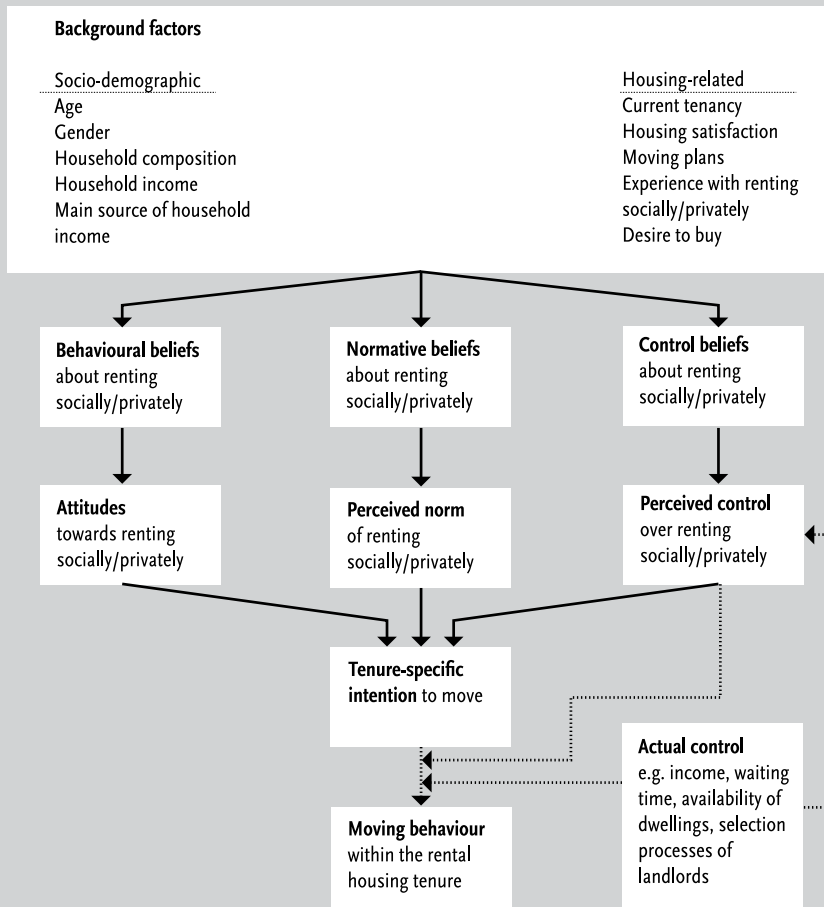 Background factors
Socio-demographic
Age
Gender
Household composition
Household income
Main source of household
income
Housing-related
Current tenancy
Housing satisfaction
Moving plans
Experience with renting
socially/privately
Desire to buy
Behavioural beliefs
about renting
socially/privately
Normative beliefs
about renting
socially/privately
Control beliefs
about renting
socially/privately
Attitudes
towards renting
socially/privately
Perceived norm
of renting
socially/privately
Perceived control
over renting
socially/privately
Tenure-specific
intention to move
Actual control
e.g. income, waiting
time, availability of
dwellings, selection
processes of
landlords
Moving behaviour
within the rental
housing tenure